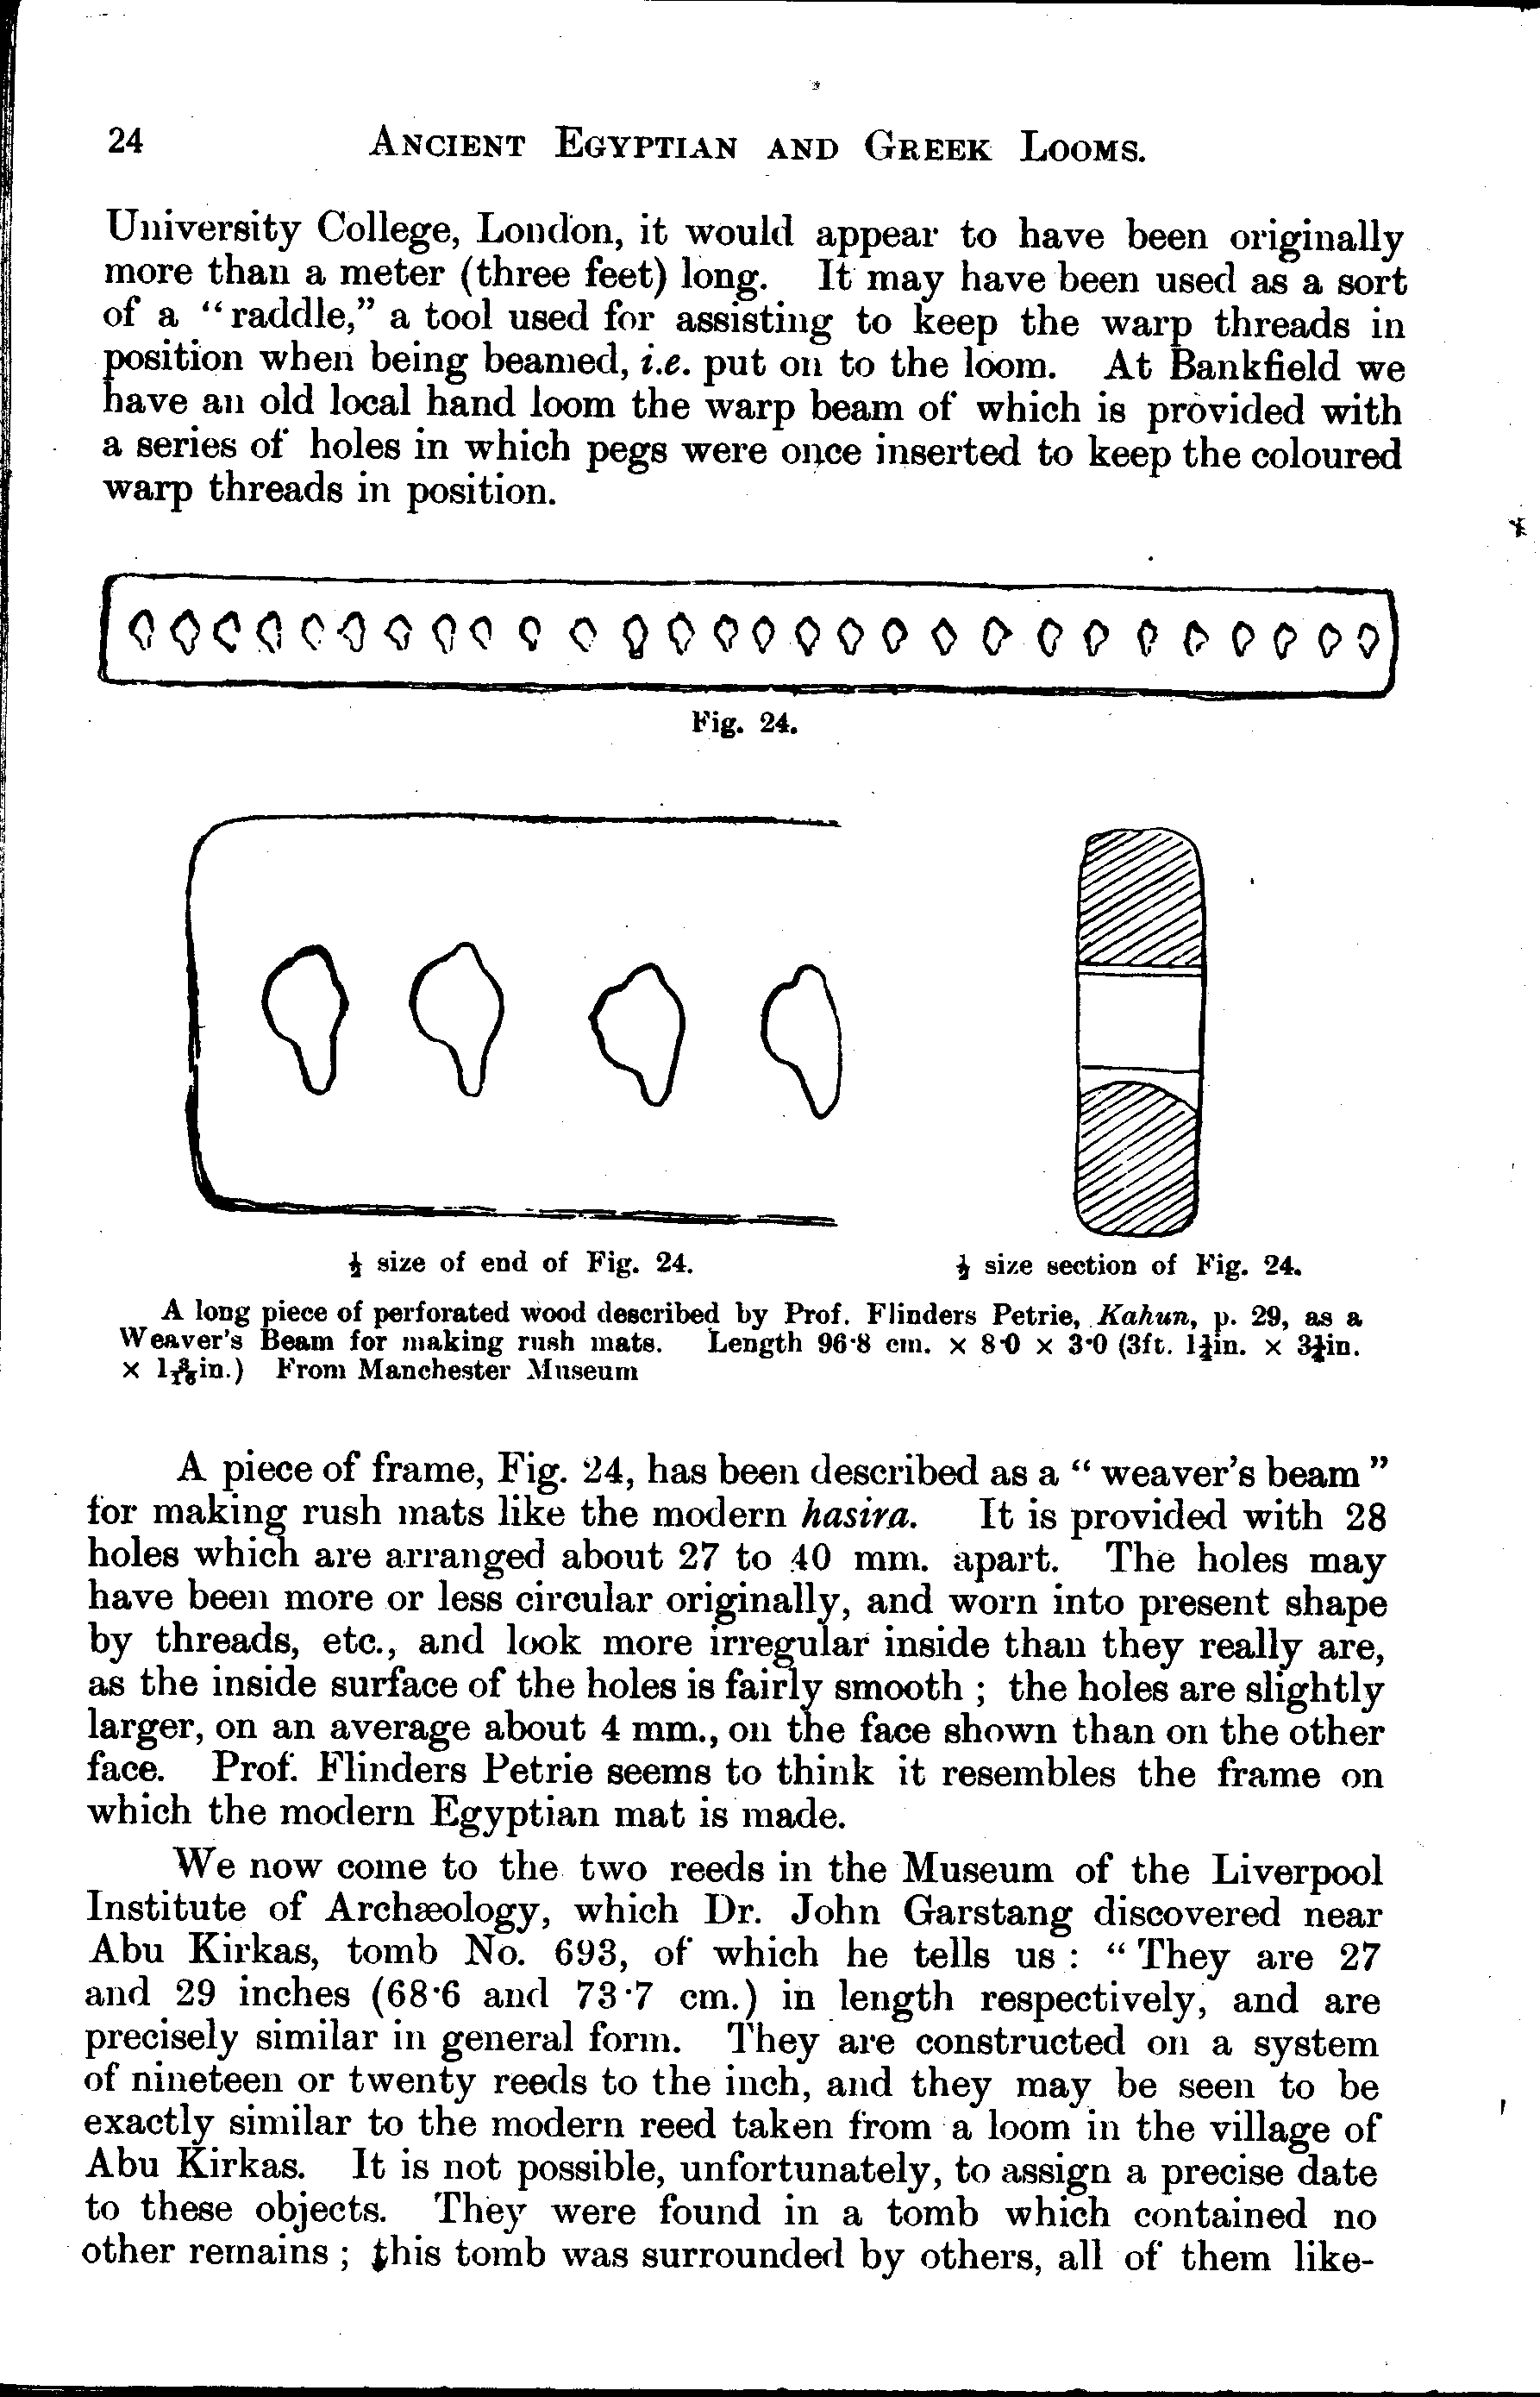 24 ANCIENT EGYPTIAN AND GREEK LOOMS.
University College, London, it would appear to have been originally
more than a meter (three feet) long. It may have been used as a sort
of a “raddle,” a tool used for assisting to keep the warp threads in
position when being beamed, i.e. put on to the loom. At Bankfield we
have an old local hand loom the warp beam of which is provided with
a series of holes in which pegs were once inserted to keep the coloured
warp threads in position.
Fig. 24.
½ size of end of Fig. 24.
½ size section of Fig. 24.
A long piece of perforated wood described by Prof. Flinders Petrie, Kahun, p. 29, as a
Weaver's Beam for making rush mats. Length 96·8 cm. × 8·0 × 3·0 (3ft. 1½in. × 3¼in.
× 1 3/16in.) From Manchester Museum
A piece of frame, Fig. 24, has been described as a “weaver's beam”
for making rush mats like the modern hasira. It is provided with 28
holes which are arranged about 27 to 40 mm. apart. The holes may
have been more or less circular originally, and worn into present shape
by threads, etc., and look more irregular inside than they really are,
as the inside surface of the holes is fairly smooth ; the holes are slightly
larger, on an average about 4 mm., on the face shown than on the other
face. Prof. Flinders Petrie seems to think it resembles the frame on
which the modern Egyptian mat is made.
We now come to the two reeds in the Museum of the Liverpool
Institute of Archæology, which Dr. John Garstang discovered near
Abu Kirkas, tomb No. 693, of which he tells us : “They are 27
and 29 inches (68·6 and 73·7 cm.) in length respectively, and are
precisely similar in general form. They are constructed on a system
of nineteen or twenty reeds to the inch, and they may be seen to be
exactly similar to the modern reed taken from a loom in the village of
Abu Kirkas. It is not possible, unfortunately, to assign a precise date
to these objects. They were found in a tomb which contained no
other remains ; this tomb was surrounded by others, all of them like-